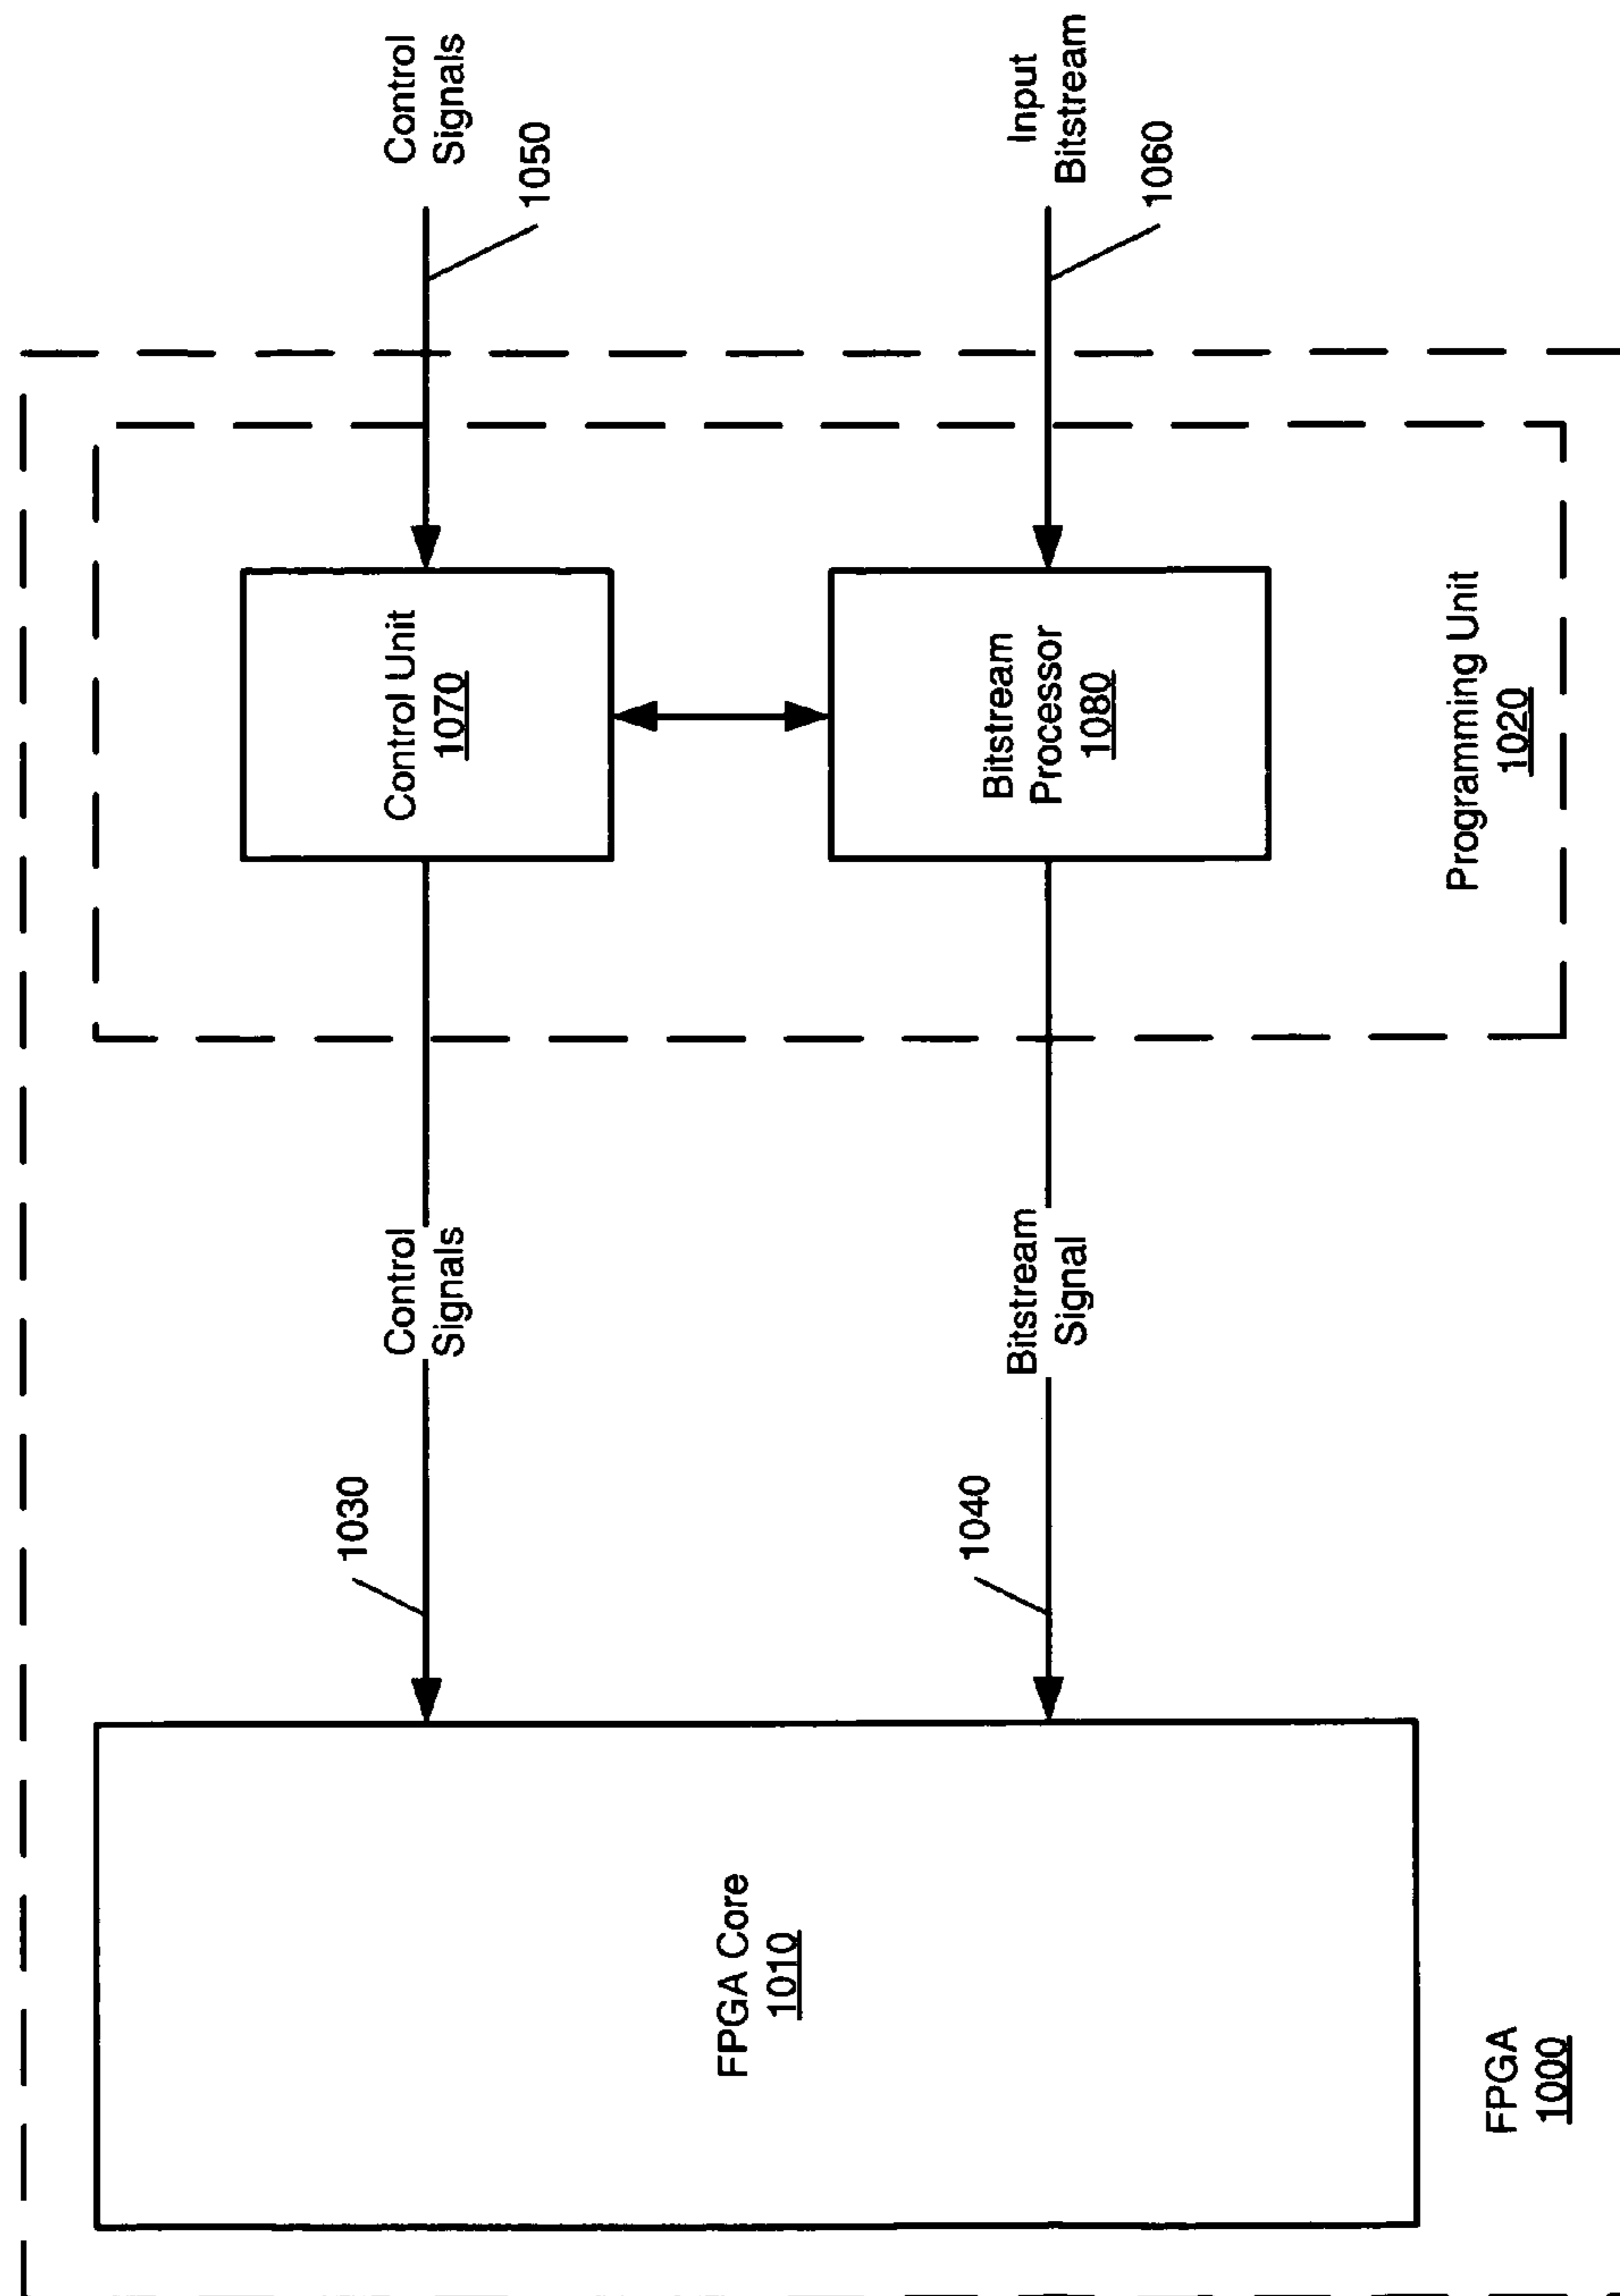 1030
Control
Signals
Control Unit
1070
Control
Signals
1050
FPGA Core
1010
1040
Bitstream
Signal
Bitstream
Processor
1080
Input
Bitstream
1060
Programming Unit
1020
FPGA
1000